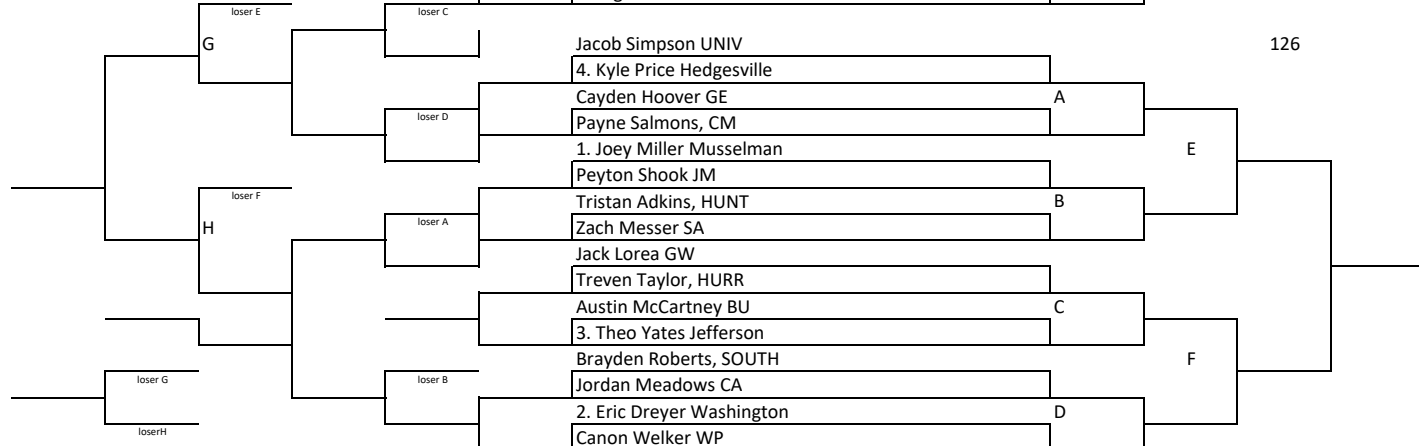 loser E
loser C
G
Jacob Simpson UNIV
126
4. Kyle Price Hedgesville
Cayden Hoover GE
A
loser D
Payne Salmons, CM
1. Joey Miller Musselman
E
Peyton Shook JM
loser F
Tristan Adkins, HUNT
B
H
loser A
Zach Messer SA
Jack Lorea GW
Treven Taylor, HURR
Austin McCartney BU
C
3. Theo Yates Jefferson
Brayden Roberts, SOUTH
F
loser G
loser B
Jordan Meadows CA
2. Eric Dreyer Washington
D
loserH
Canon Welker WP